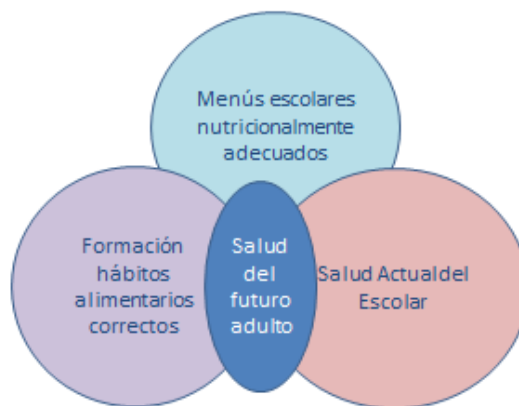 Menús escolares
nutricionalmente
adecuados
Formación
hábitos
alimentarios
correctos
Salud
del
futuro
adulto
Salud Actualdel
Escolar